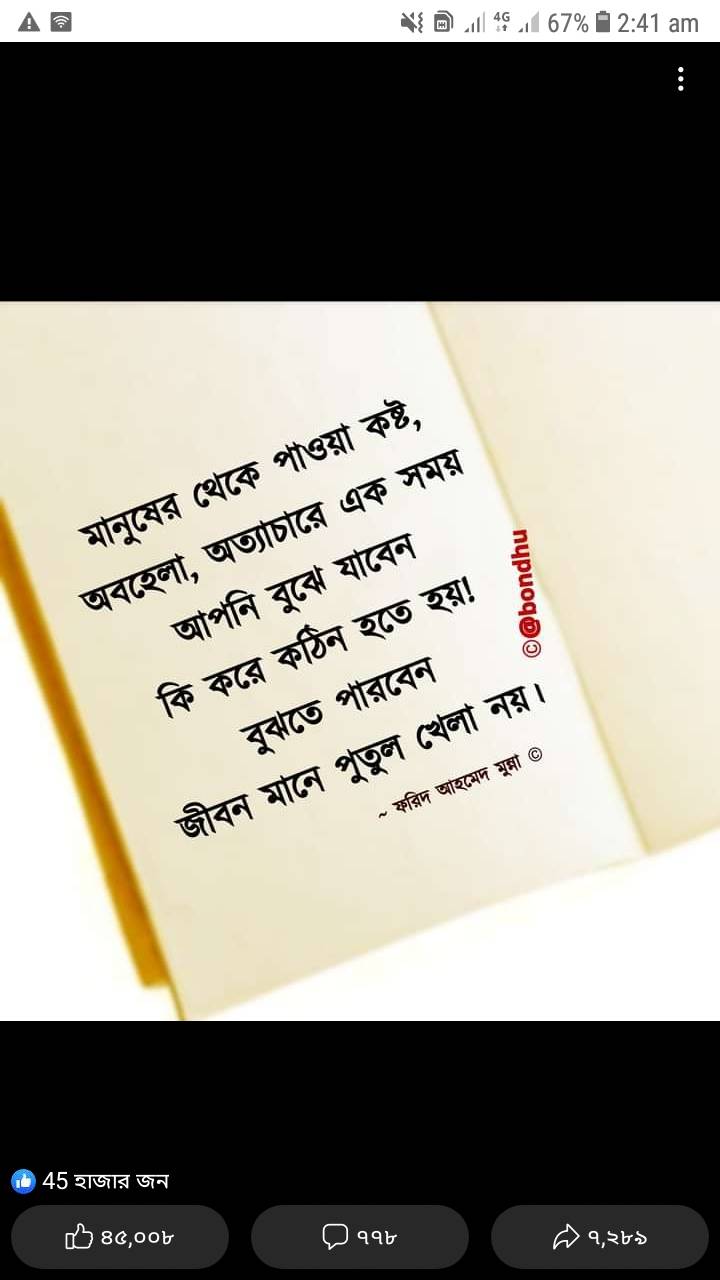 67% 2:41 am
4G
মানুষের থেকে পাওয়া কষ্ট,
অবহেলা, অত্যাচারে এক সময়
আপনি বুঝে যাবেন
কি করে কঠিন হতে হয়!
বুঝতে পারবেন
জীবন মানে পুতুল খেলা নয়।
~ ফরিদ আহমেদ মুন্না ©
©@bondhu
45 হাজার জন
৪৫,০০৮
৭৭৮
৭,২৮৯